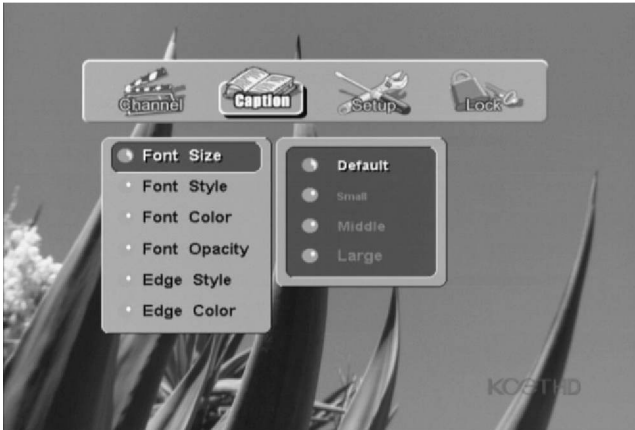 Channel
Caption
Setup
Lock
Font Size
Font Style
Font Color
Font Opacity
Edge Style
Edge Color
Default
Small
Middle
Large